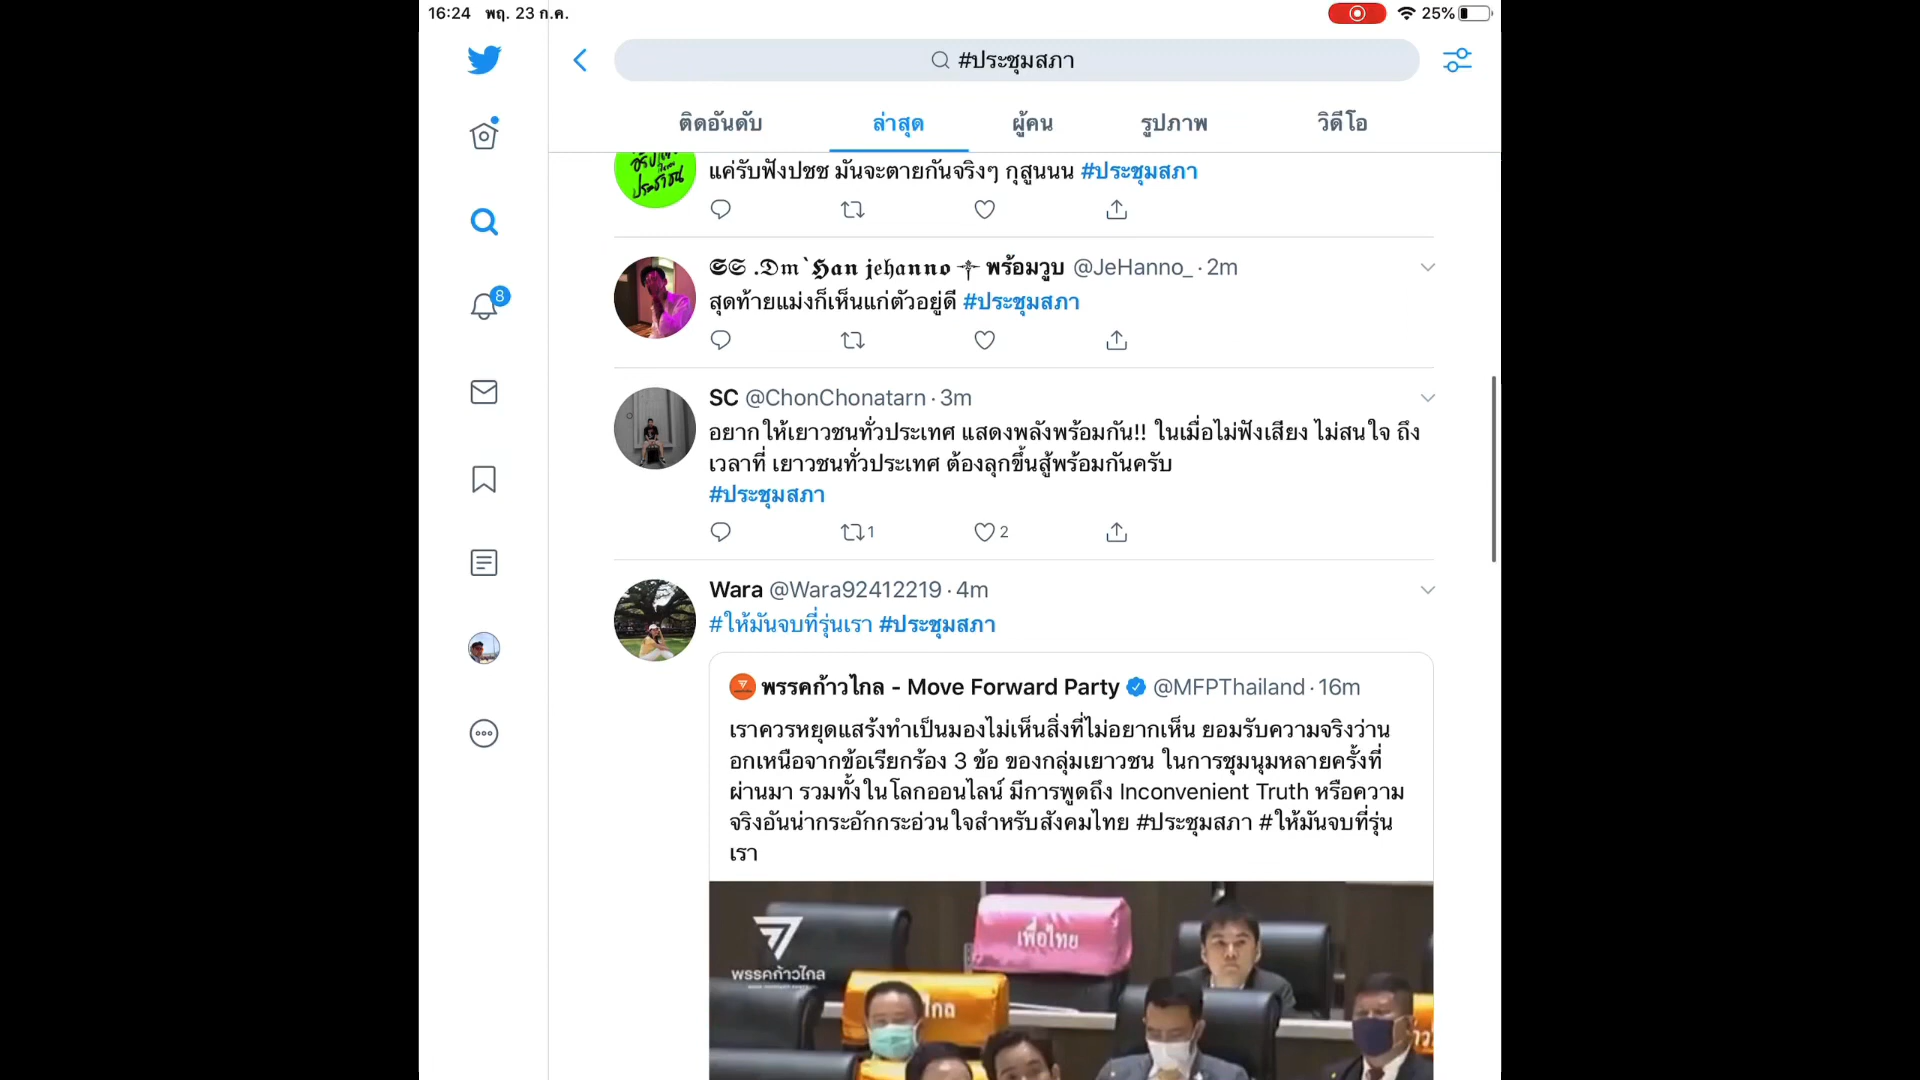 16:24 พฤ. 23 ก.ค.
25%
#ประชุมสภา
ติดอันดับ ล่าสุด ผู้คน รูปภาพ วิดีโอ
ประชาชน
แค่รับฟังปชช มันจะตายกันจริงๆ กุสูนนน #ประชุมสภา
𝕾𝕾 .𝕯𝔪`𝕳𝖆𝖓 𝖏𝖊𝖍𝖆𝖓𝖓𝖔 พร้อมวูบ @JeHanno_ · 2m
สุดท้ายแม่งก็เห็นแก่ตัวอยู่ดี #ประชุมสภา
8
SC @ChonChonatarn · 3m
อยากให้เยาวชนทั่วประเทศ แสดงพลังพร้อมกัน!! ในเมื่อไม่ฟังเสียง ไม่สนใจ ถึง
เวลาที่ เยาวชนทั่วประเทศ ต้องลุกขึ้นสู้พร้อมกันครับ
#ประชุมสภา
1 2
Wara @Wara92412219 · 4m
#ให้มันจบที่รุ่นเรา #ประชุมสภา
พรรคก้าวไกล - Move Forward Party @MFPThailand · 16m
เราควรหยุดแสร้งทำเป็นมองไม่เห็นสิ่งที่ไม่อยากเห็น ยอมรับความจริงว่าน
อกเหนือจากข้อเรียกร้อง 3 ข้อ ของกลุ่มเยาวชน ในการชุมนุมหลายครั้งที่
ผ่านมา รวมทั้งในโลกออนไลน์ มีการพูดถึง Inconvenient Truth หรือความ
จริงอันน่ากระอักกระอ่วนใจสำหรับสังคมไทย #ประชุมสภา #ให้มันจบที่รุ่น
เรา
เพื่อไทย
พรรคก้าวไกล
ไกล